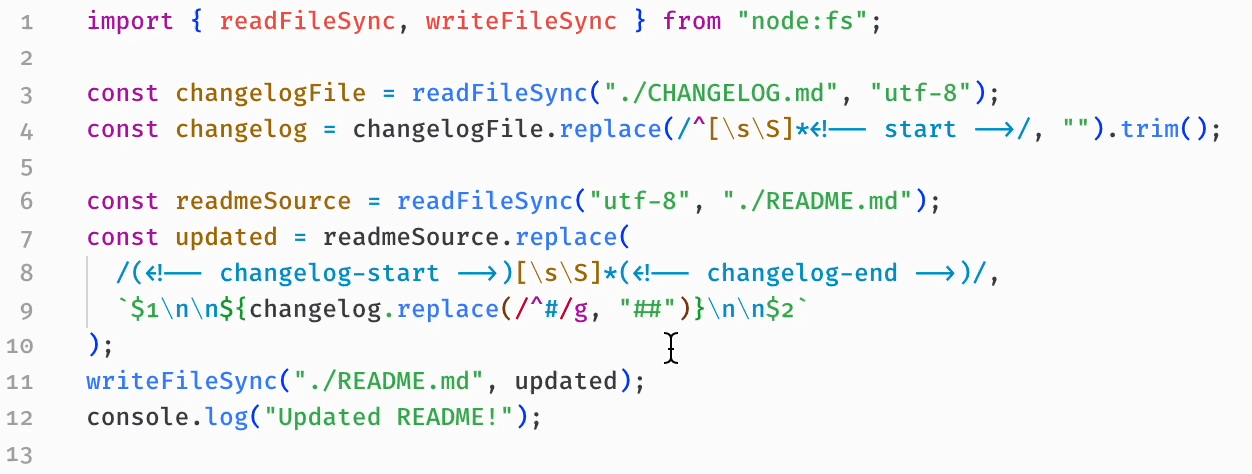 1 import { readFileSync, writeFileSync } from "node:fs";
2
3 const changelogFile = readFileSync("./CHANGELOG.md", "utf-8");
4 const changelog = changelogFile.replace(/^[\s\S]*<!-- start -->/, "").trim();
5
6 const readmeSource = readFileSync("utf-8", "./README.md");
7 const updated = readmeSource.replace(
8   /(<!-- changelog-start -->)[\s\S]*(<!-- changelog-end -->)/,
9   `$1\n\n${changelog.replace(/^#/g, "##")}\n\n$2`
10 );
11 writeFileSync("./README.md", updated);
12 console.log("Updated README!");
13